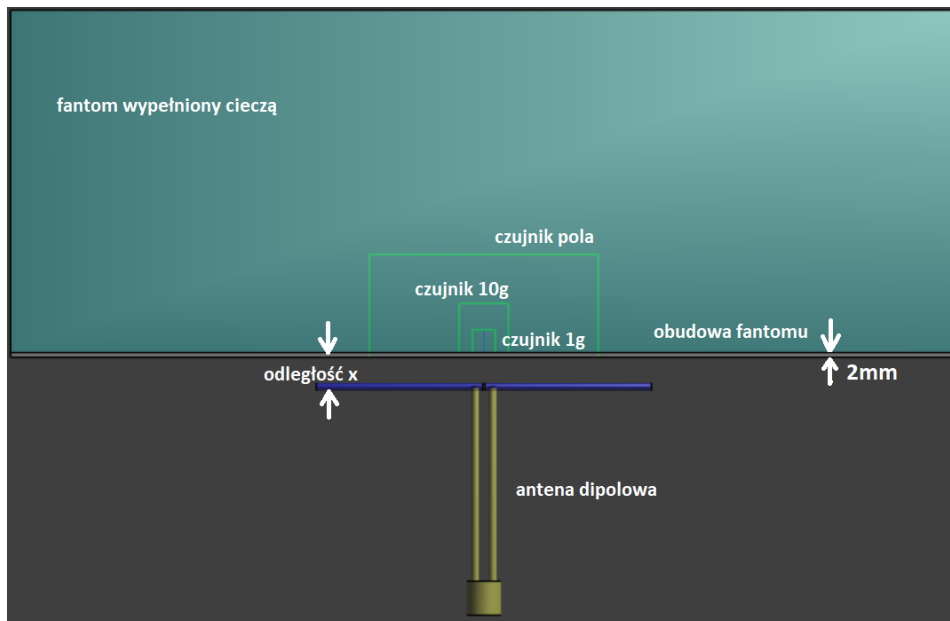 fantom wypełniony cieczą
czujnik pola
czujnik 10g
czujnik 1g
obudowa fantomu
odległość x
2mm
antena dipolowa